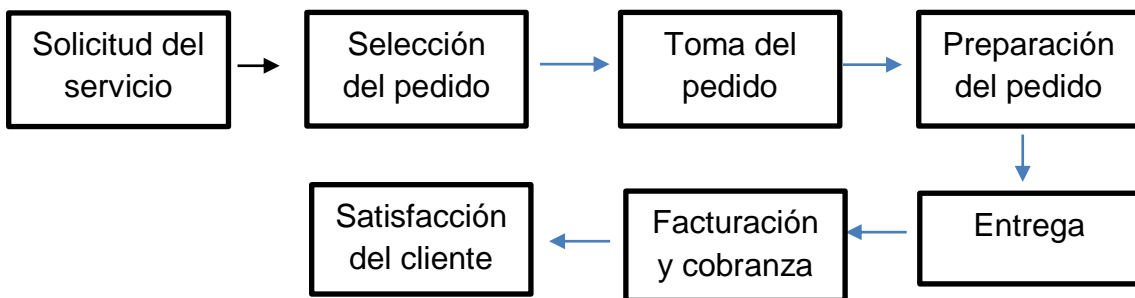 Solicitud del
servicio
Selección
del pedido
Toma del
pedido
Preparación
del pedido
Entrega
Facturación
y cobranza
Satisfacción
del cliente